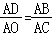 AD/AO = AB/AC